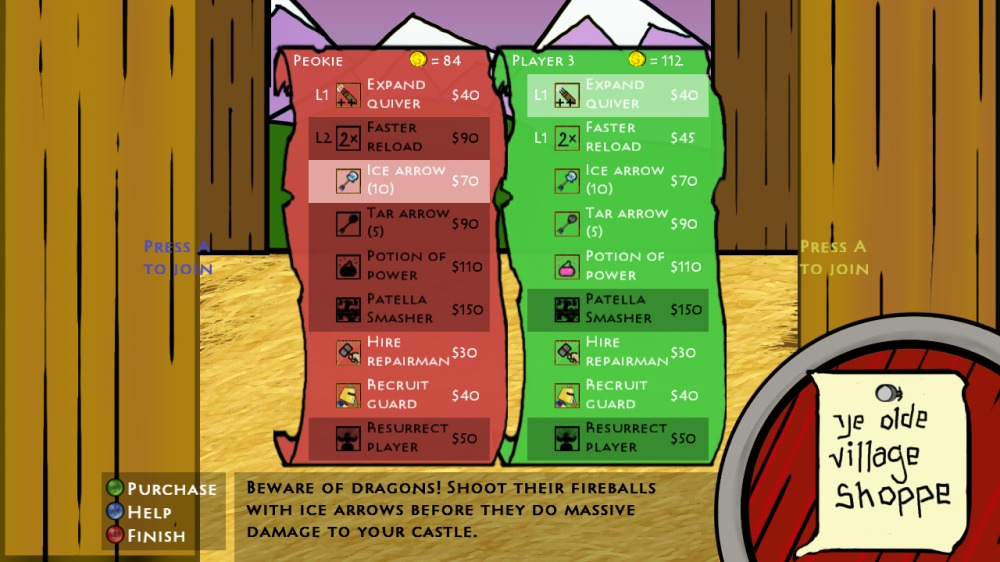 Peokie = 84
L1 Expand quiver $40
L2 2x Faster reload $90
Ice arrow (10) $70
Tar arrow (5) $90
Potion of power $110
Patella smasher $150
Hire repairman $30
Recruit guard $40
Resurrect player $50
Player 3 = 112
L1 Expand quiver $40
L1 2x Faster reload $45
Ice arrow (10) $70
Tar arrow (5) $90
Potion of power $110
Patella smasher $150
Hire repairman $30
Recruit guard $40
Resurrect player $50
Press A
to join
Press A
to join
ye olde
village
shoppe
Purchase
Help
Finish
Beware of dragons! Shoot their fireballs
with ice arrows before they do massive
damage to your castle.